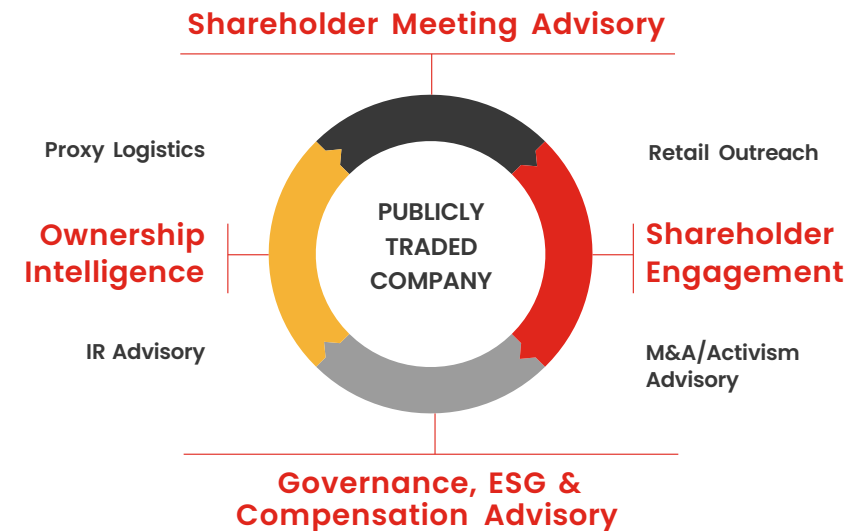 Shareholder Meeting Advisory
Proxy Logistics
Retail Outreach
PUBLICLY
TRADED
COMPANY
Ownership
Intelligence
Shareholder
Engagement
IR Advisory
M&A/Activism
Advisory
Governance, ESG &
Compensation Advisory